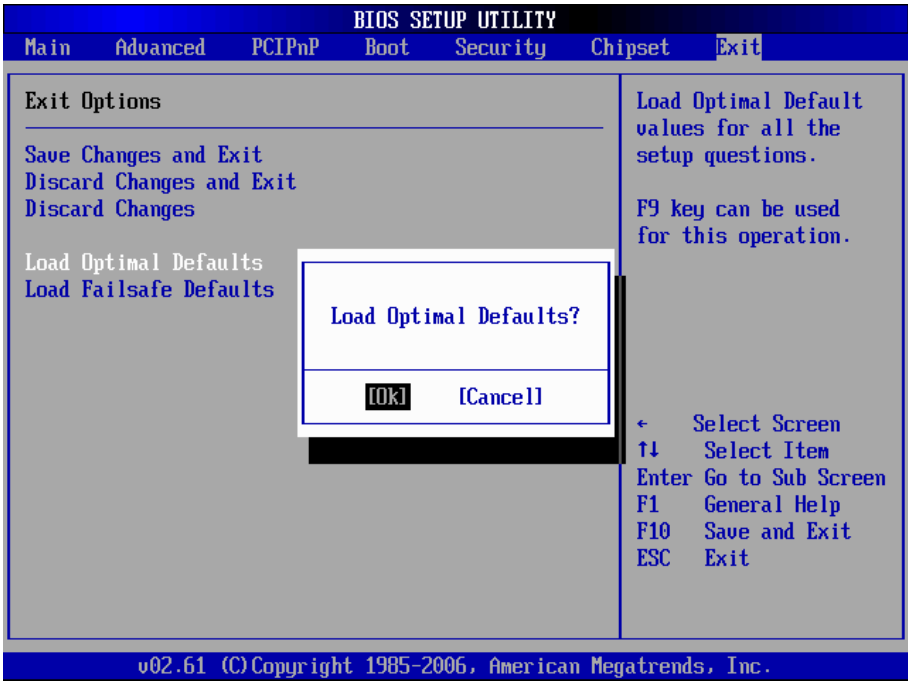 BIOS SETUP UTILITY
Main Advanced PCIPnP Boot Security Chipset Exit
Exit Options
Save Changes and Exit
Discard Changes and Exit
Discard Changes
Load Optimal Defaults
Load Failsafe Defaults
Load Optimal Defaults?
[Ok] [Cancel]
Load Optimal Default
values for all the
setup questions.
F9 key can be used
for this operation.
← Select Screen
↑↓ Select Item
Enter Go to Sub Screen
F1 General Help
F10 Save and Exit
ESC Exit
v02.61 (C)Copyright 1985-2006, American Megatrends, Inc.